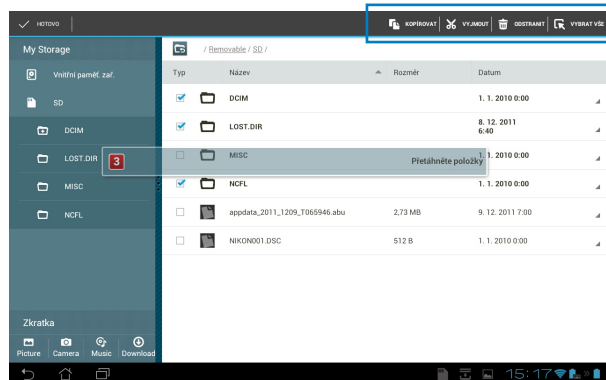 HOTOVO KOPÍROVAT VYJMOUT ODSTRANIT VYBRAT VŠE
My Storage / Removable / SD /
Vnitřní paměť. zař. Typ Název Rozměr Datum
SD DCIM 1. 1. 2010 0:00
DCIM LOST.DIR 8. 12. 2011
6:40
LOST.DIR 3 MISC Přetáhněte položky 1. 1. 2010 0:00
MISC NCFL 1. 1. 2010 0:00
NCFL appdata_2011_1209_T065946.abu 2,73 MB 9. 12. 2011 7:00
NIKON001.DSC 512 B 1. 1. 2010 0:00
Zkratka
Picture Camera Music Download
15:17